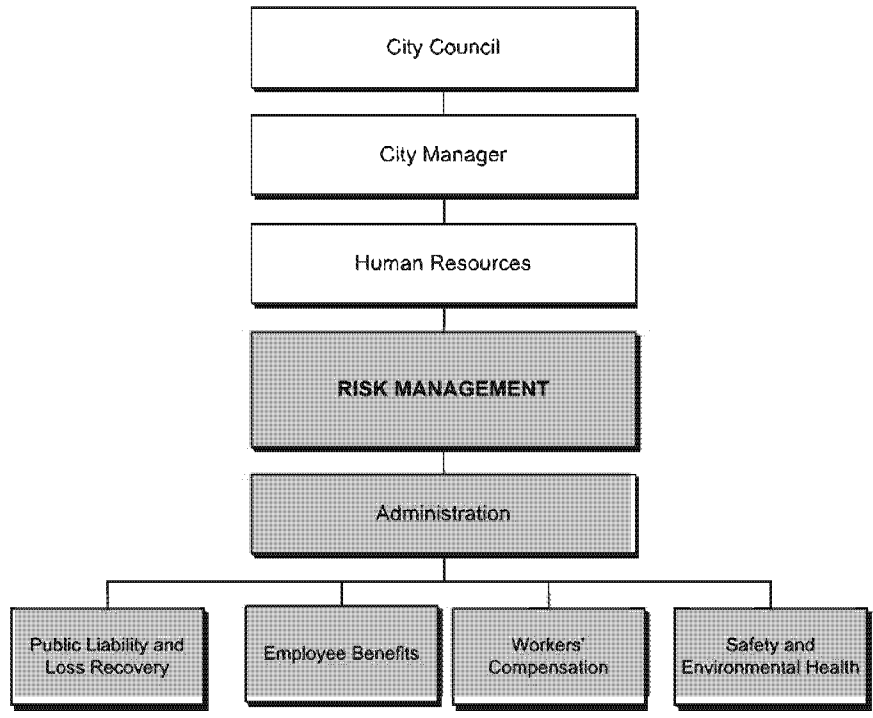 City Council
City Manager
Human Resources
RISK MANAGEMENT
Administration
Public Liability and
Loss Recovery
Employee Benefits
Workers'
Compensation
Safety and
Environmental Health